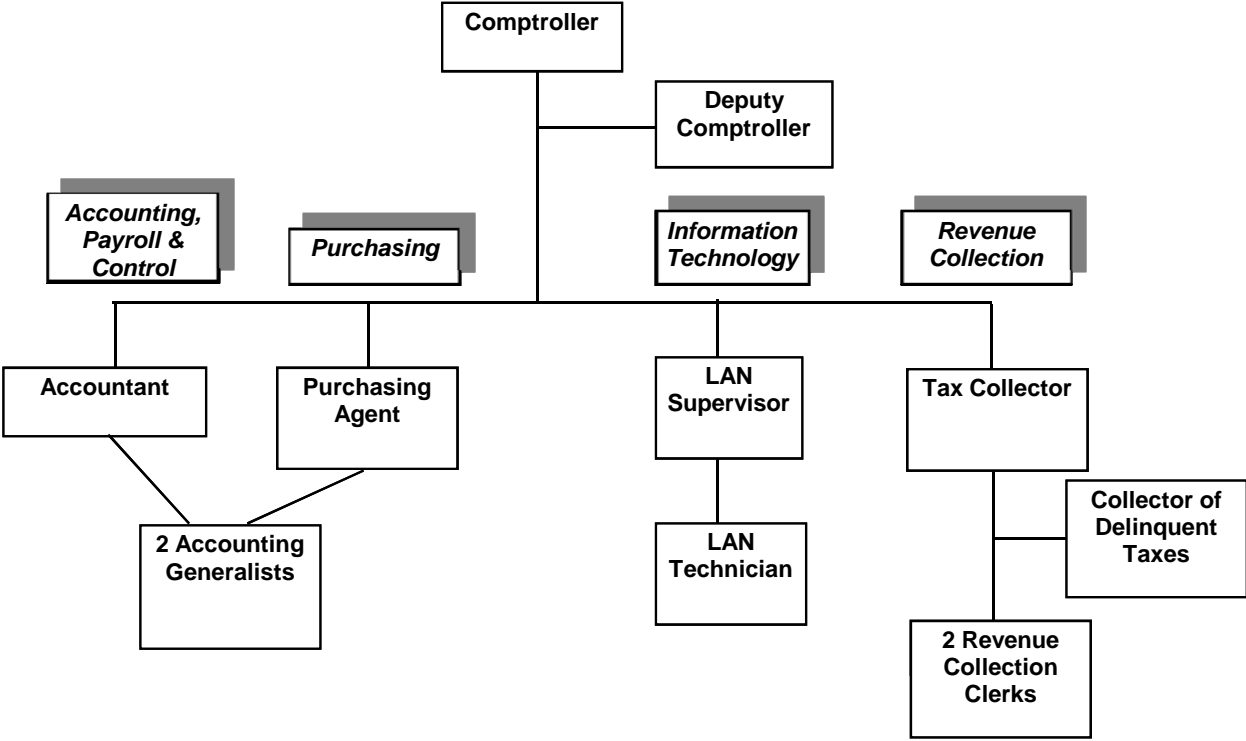 Comptroller
Deputy
Comptroller
Accounting,
Payroll &
Control
Purchasing
Information
Technology
Revenue
Collection
Accountant
Purchasing
Agent
LAN
Supervisor
Tax Collector
2 Accounting
Generalists
LAN
Technician
Collector of
Delinquent
Taxes
2 Revenue
Collection
Clerks